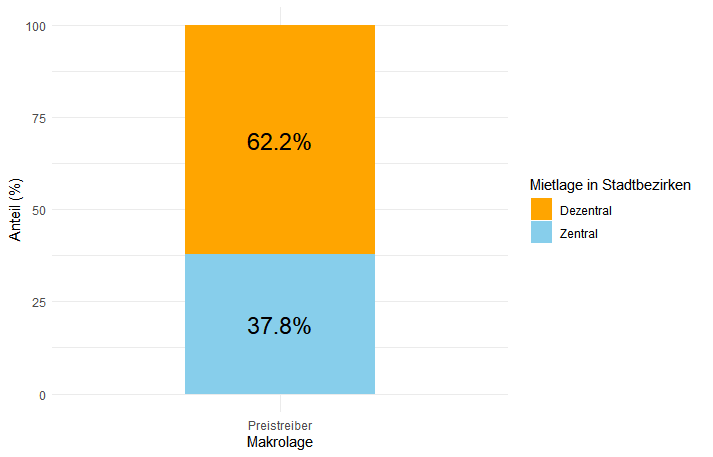 100
75
50
25
0
Anteil (%)
62.2%
37.8%
Preistreiber
Makrolage
Mietlage in Stadtbezirken
Dezentral
Zentral